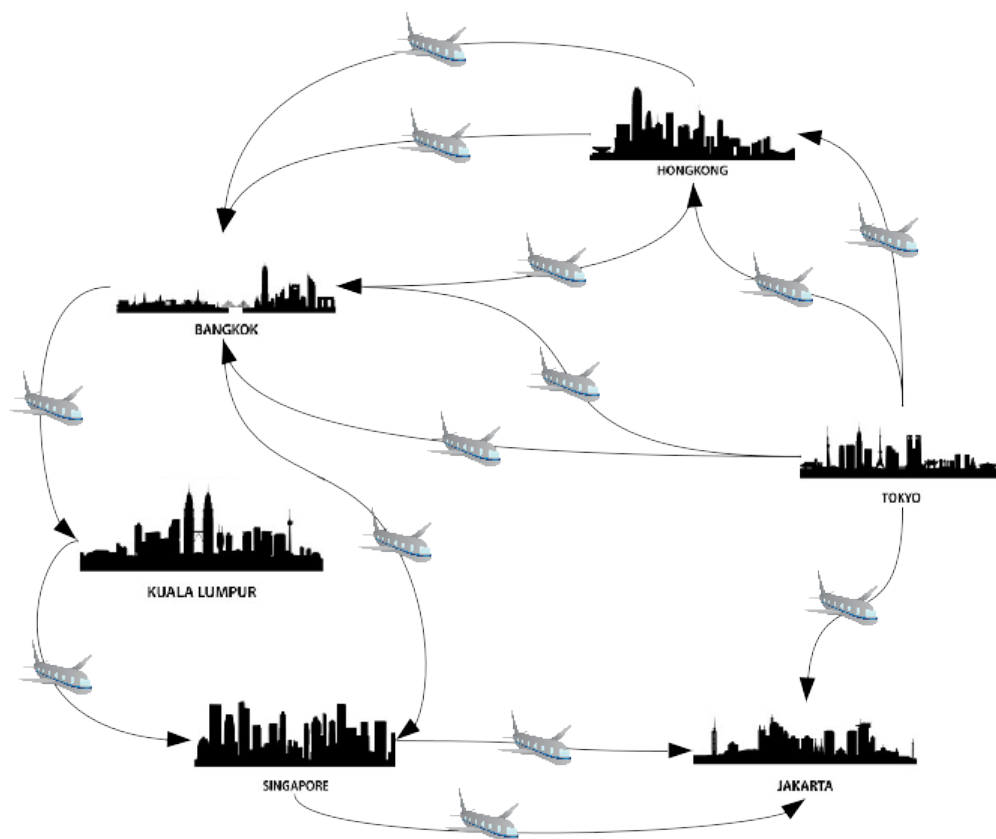 HONGKONG
BANGKOK
TOKYO
KUALA LUMPUR
SINGAPORE
JAKARTA